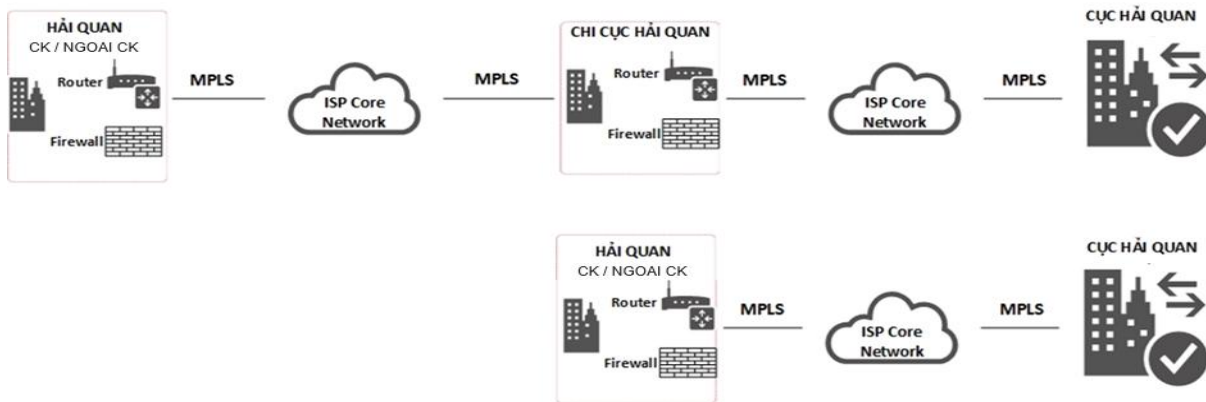 HẢI QUAN
CK / NGOAI CK
Router
Firewall
MPLS
ISP Core
Network
MPLS
CHI CỤC HẢI QUAN
Router
Firewall
MPLS
ISP Core
Network
MPLS
CỤC HẢI QUAN
HẢI QUAN
CK / NGOAI CK
Router
Firewall
MPLS
ISP Core
Network
MPLS
CỤC HẢI QUAN